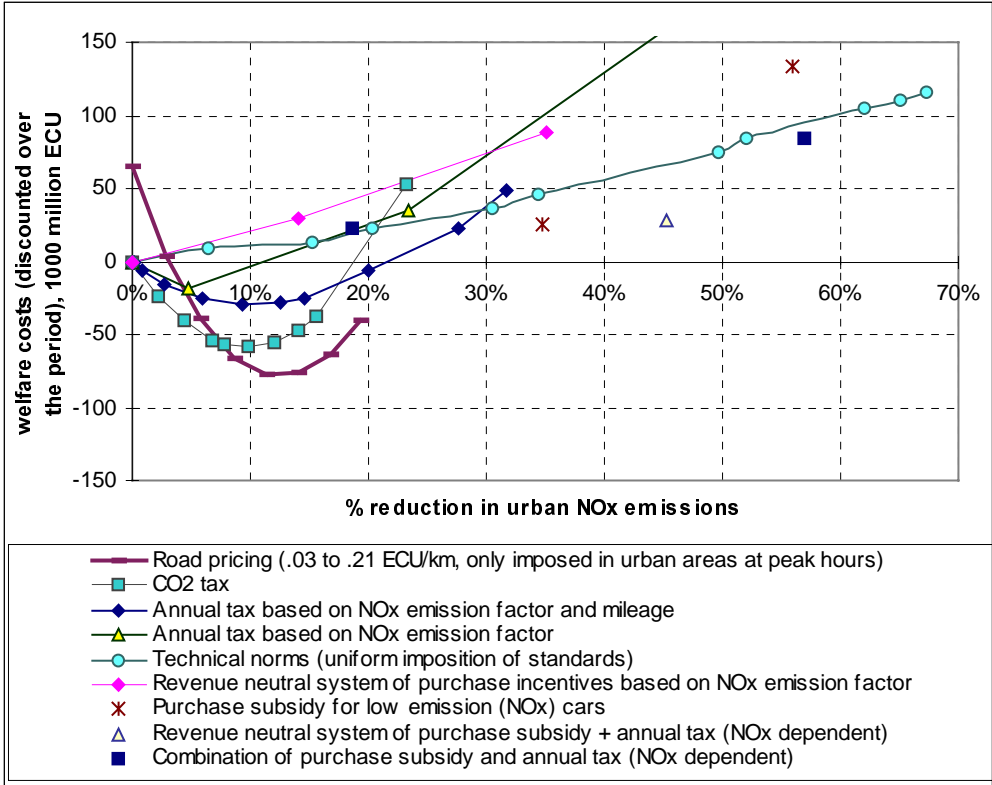 welfare costs (discounted over
the period), 1000 million ECU
150
100
50
0
-50
-100
-150
0% 10% 20% 30% 40% 50% 60% 70%
% reduction in urban NOx emissions
Road pricing (.03 to .21 ECU/km, only imposed in urban areas at peak hours)
CO2 tax
Annual tax based on NOx emission factor and mileage
Annual tax based on NOx emission factor
Technical norms (uniform imposition of standards)
Revenue neutral system of purchase incentives based on NOx emission factor
Purchase subsidy for low emission (NOx) cars
Revenue neutral system of purchase subsidy + annual tax (NOx dependent)
Combination of purchase subsidy and annual tax (NOx dependent)